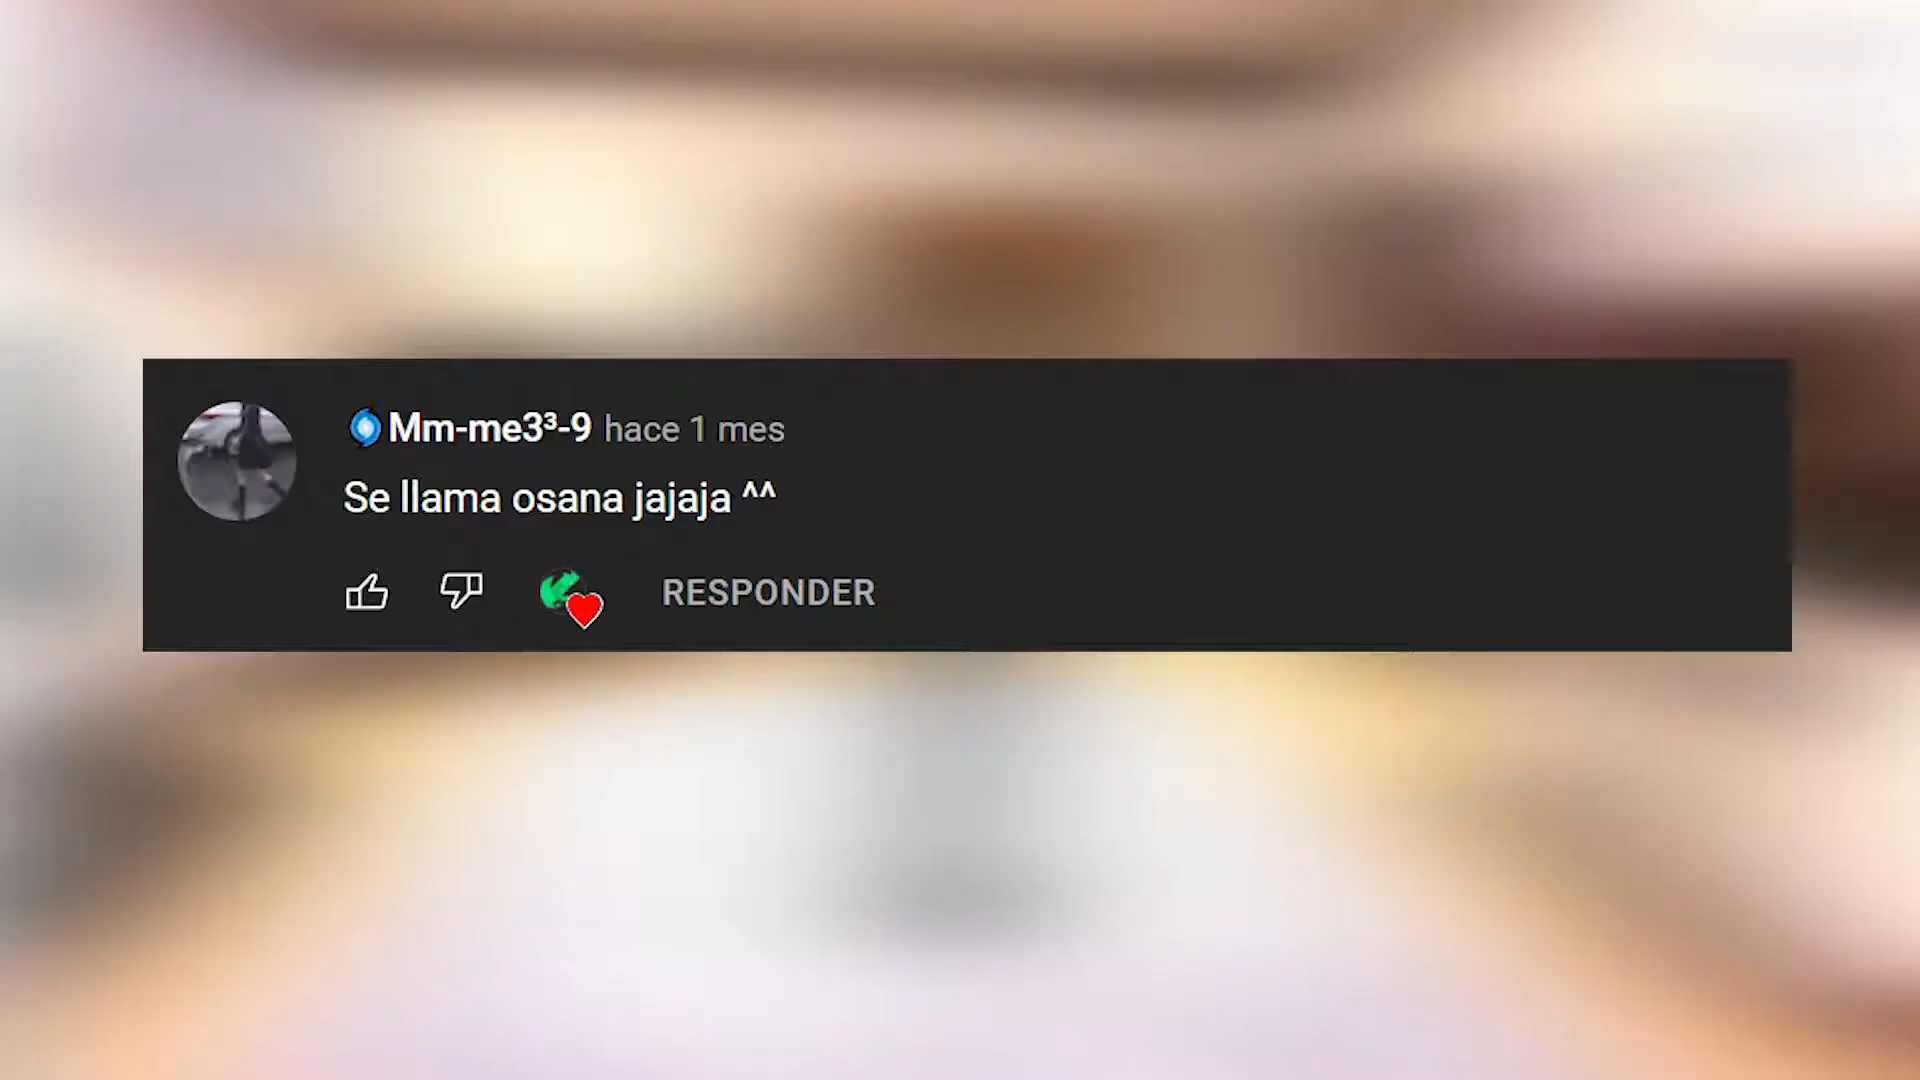 🌀Mm-me3³-9 hace 1 mes
Se llama osana jajaja ^^
RESPONDER